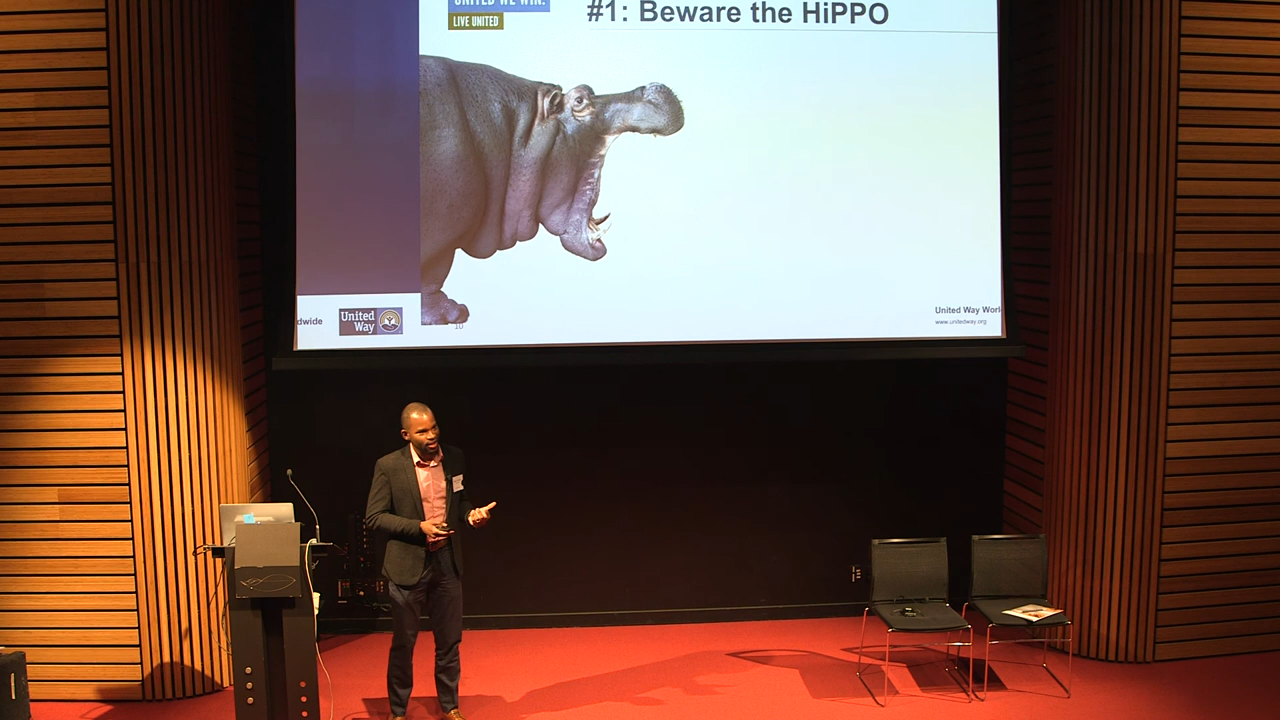 UNITED WE WIN.
LIVE UNITED
#1: Beware the HiPPO
dwide
United
Way
10
United Way Worl
www.unitedway.org